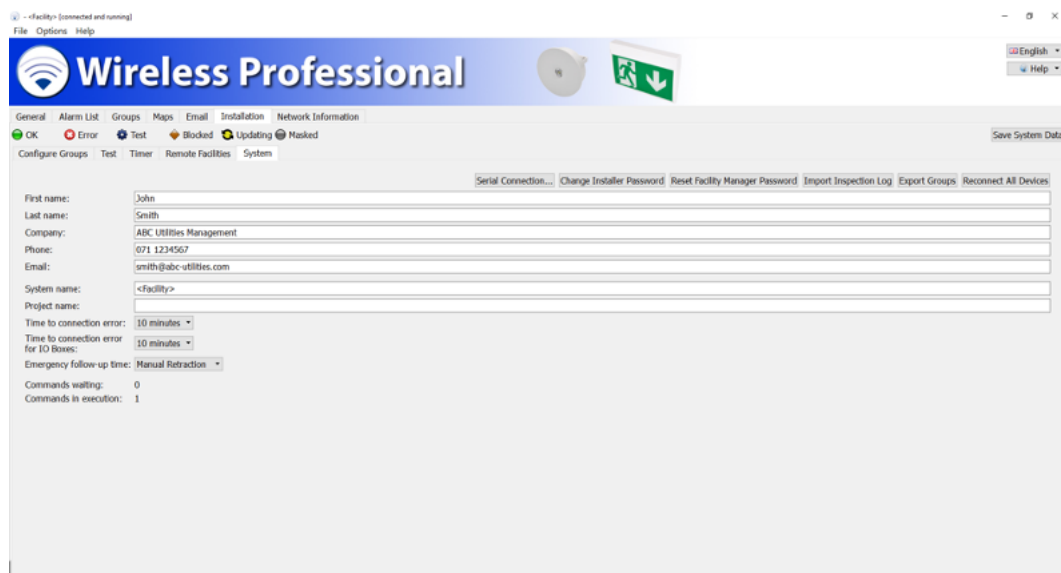 - <Facility> [connected and running]
File Options Help
Wireless Professional
English
Help
General Alarm List Groups Maps Email Installation Network Information
OK Error Test Blocked Updating Masked Save System Data
Configure Groups Test Timer Remote Facilities System
Serial Connection... Change Installer Password Reset Facility Manager Password Import Inspection Log Export Groups Reconnect All Devices
First name: John
Last name: Smith
Company: ABC Utilities Management
Phone: 071 1234567
Email: smith@abc-utilities.com
System name: <Facility>
Project name:
Time to connection error: 10 minutes
Time to connection error
for IO Boxes: 10 minutes
Emergency follow-up time: Manual Retraction
Commands waiting: 0
Commands in execution: 1